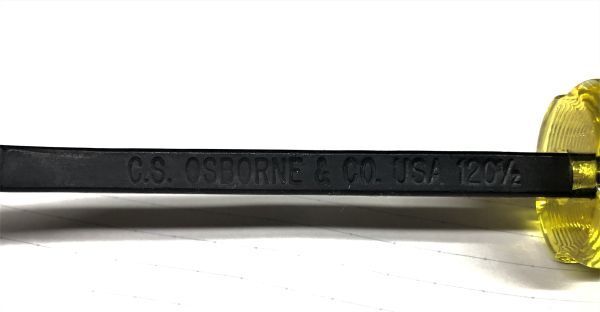 C.S. OSBORNE & CO. USA 120½